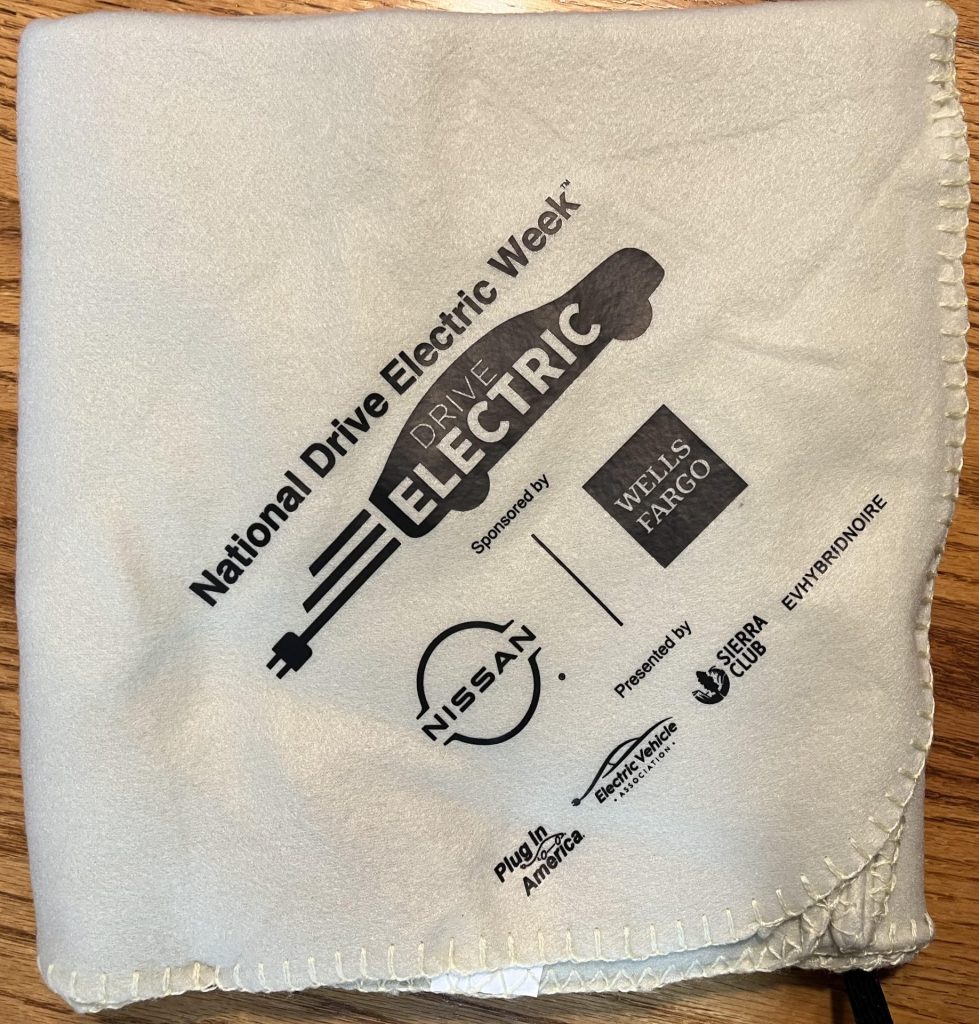 National Drive Electric Week™
DRIVE
ELECTRIC
Sponsored by
NISSAN
WELLS
FARGO
Presented by
Plug In
America
Electric Vehicle
• ASSOCIATION •
SIERRA
CLUB
EVHYBRIDNOIRE